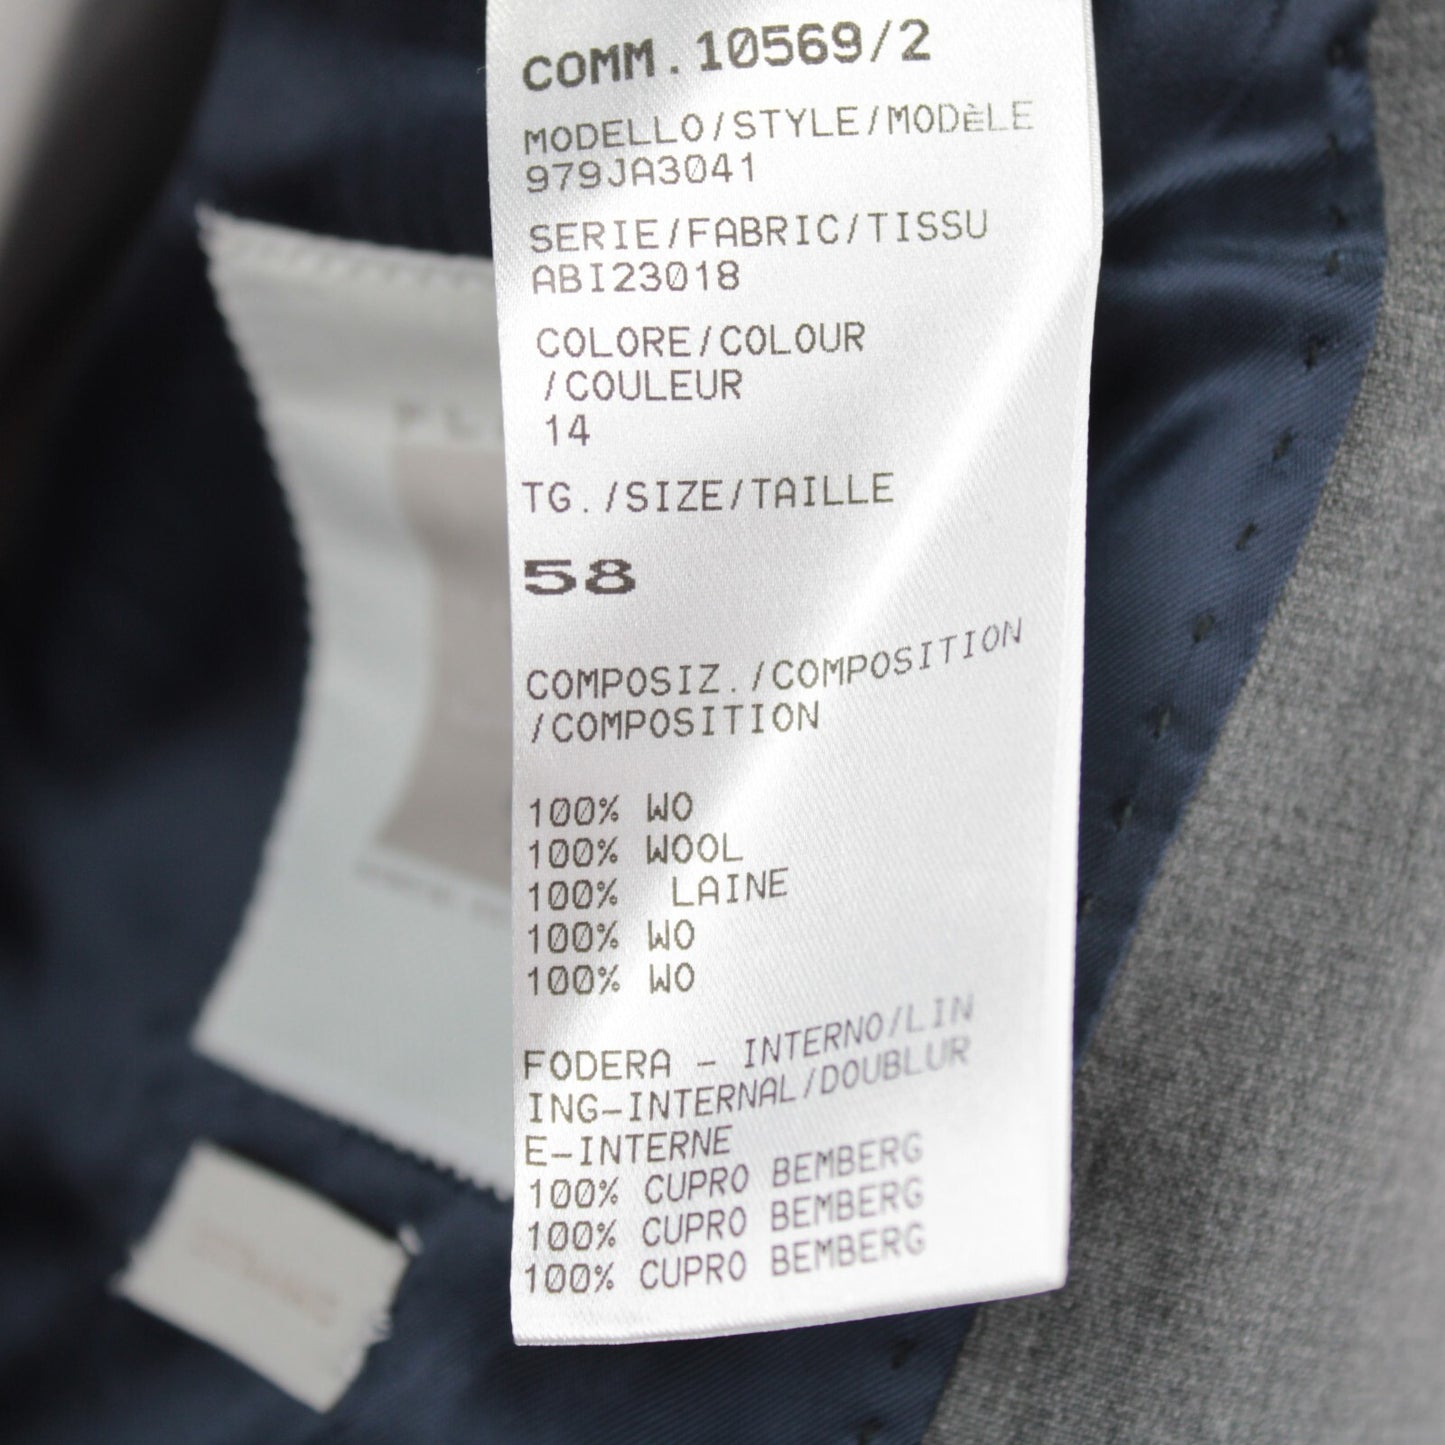 COMM.10569/2
MODELLO/STYLE/MODÈLE
979JA3041
SERIE/FABRIC/TISSU
ABI23018
COLORE/COLOUR
/COULEUR
14
TG./SIZE/TAILLE
58
COMPOSIZ./COMPOSITION
/COMPOSITION
100% WO
100% WOOL
100% LAINE
100% WO
100% WO
FODERA - INTERNO/LIN
ING-INTERNAL/DOUBLUR
E-INTERNE
100% CUPRO BEMBERG
100% CUPRO BEMBERG
100% CUPRO BEMBERG